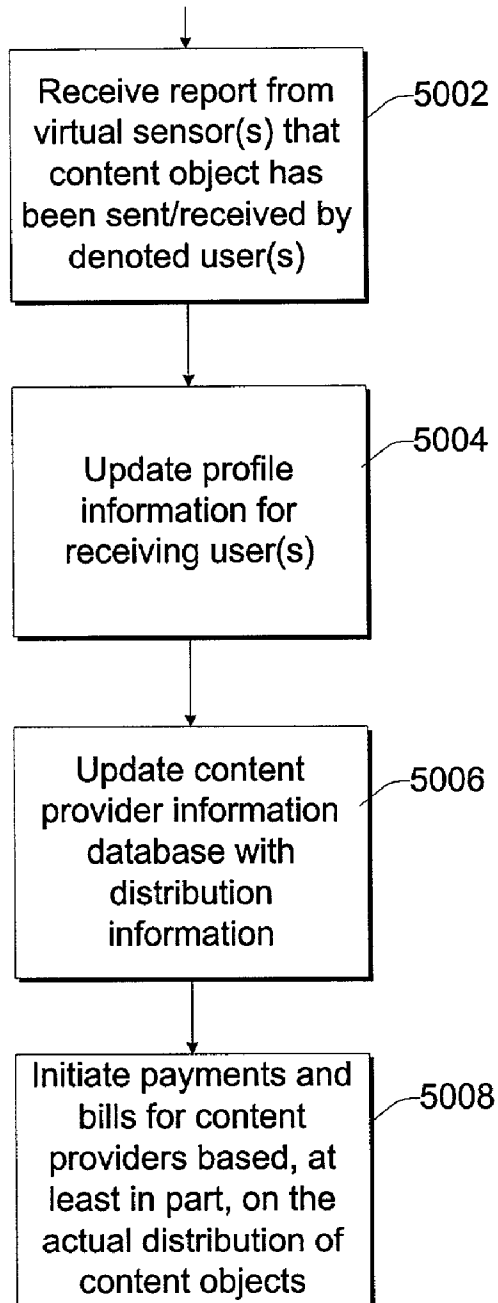 Receive report from
virtual sensor(s) that
content object has
been sent/received by
denoted user(s)
5002
Update profile
information for
receiving user(s)
5004
Update content
provider information
database with
distribution
information
5006
Initiate payments and
bills for content
providers based, at
least in part, on the
actual distribution of
content objects
5008